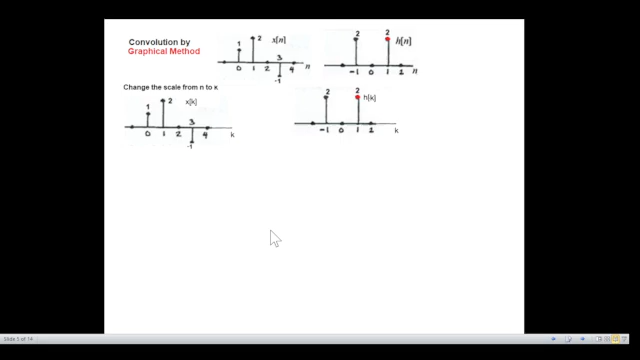 Convolution by
Graphical Method
1 2 x[n]
0 1 2 3 4 n
-1
2 2 h[n]
-1 0 1 2 n
Change the scale from n to k
1 2 x[k]
0 1 2 3 4 k
-1
2 2 h[k]
-1 0 1 2 k
Slide 5 of 14